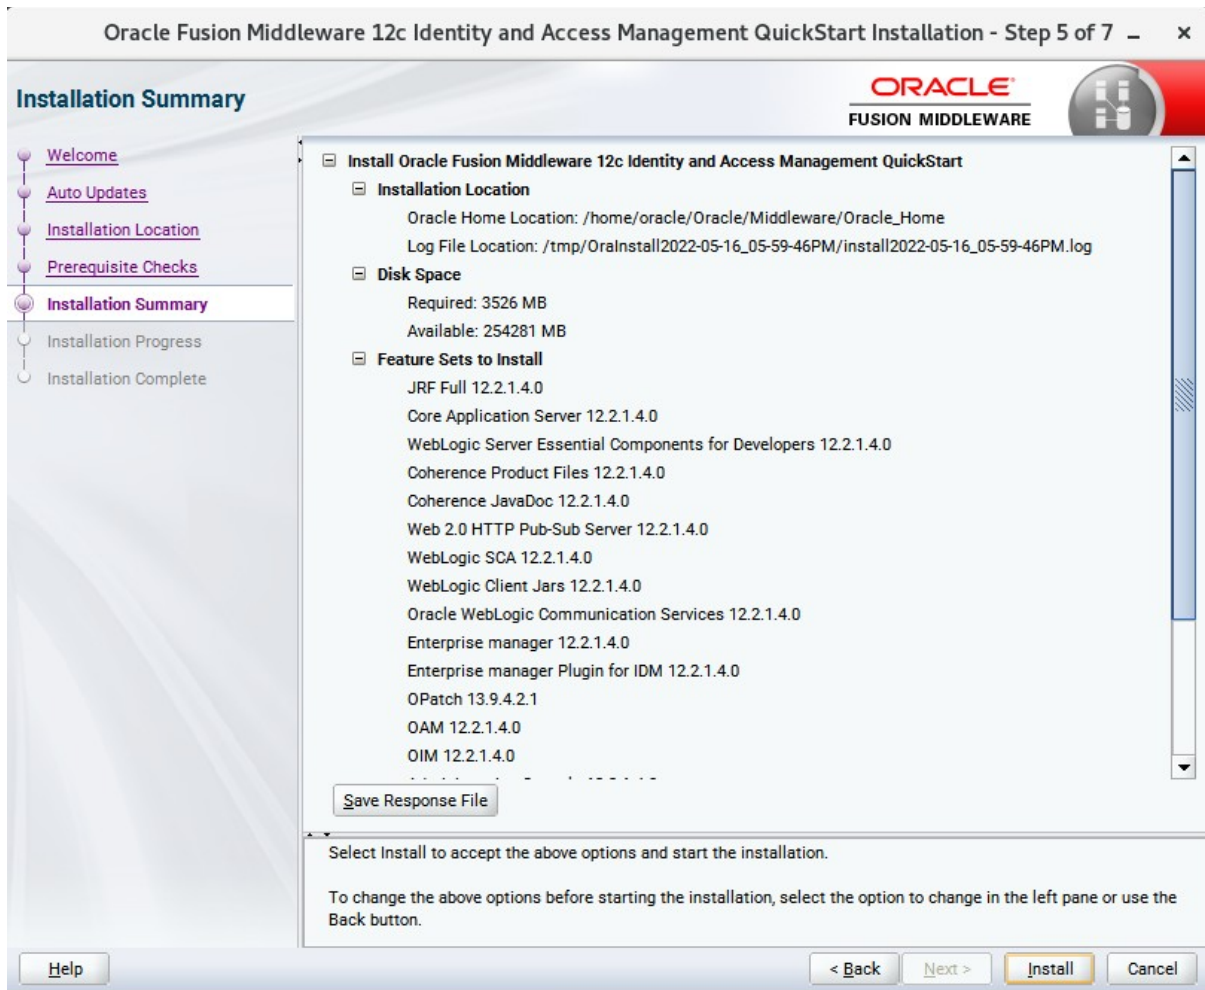 Oracle Fusion Middleware 12c Identity and Access Management QuickStart Installation - Step 5 of 7
Installation Summary
ORACLE
FUSION MIDDLEWARE
Welcome
Auto Updates
Installation Location
Prerequisite Checks
Installation Summary
Installation Progress
Installation Complete
Install Oracle Fusion Middleware 12c Identity and Access Management QuickStart
Installation Location
Oracle Home Location: /home/oracle/Oracle/Middleware/Oracle_Home
Log File Location: /tmp/OraInstall2022-05-16_05-59-46PM/install2022-05-16_05-59-46PM.log
Disk Space
Required: 3526 MB
Available: 254281 MB
Feature Sets to Install
JRF Full 12.2.1.4.0
Core Application Server 12.2.1.4.0
WebLogic Server Essential Components for Developers 12.2.1.4.0
Coherence Product Files 12.2.1.4.0
Coherence JavaDoc 12.2.1.4.0
Web 2.0 HTTP Pub-Sub Server 12.2.1.4.0
WebLogic SCA 12.2.1.4.0
WebLogic Client Jars 12.2.1.4.0
Oracle WebLogic Communication Services 12.2.1.4.0
Enterprise manager 12.2.1.4.0
Enterprise manager Plugin for IDM 12.2.1.4.0
OPatch 13.9.4.2.1
OAM 12.2.1.4.0
OIM 12.2.1.4.0
Save Response File
Select Install to accept the above options and start the installation.
To change the above options before starting the installation, select the option to change in the left pane or use the
Back button.
Help
< Back
Next >
Install
Cancel